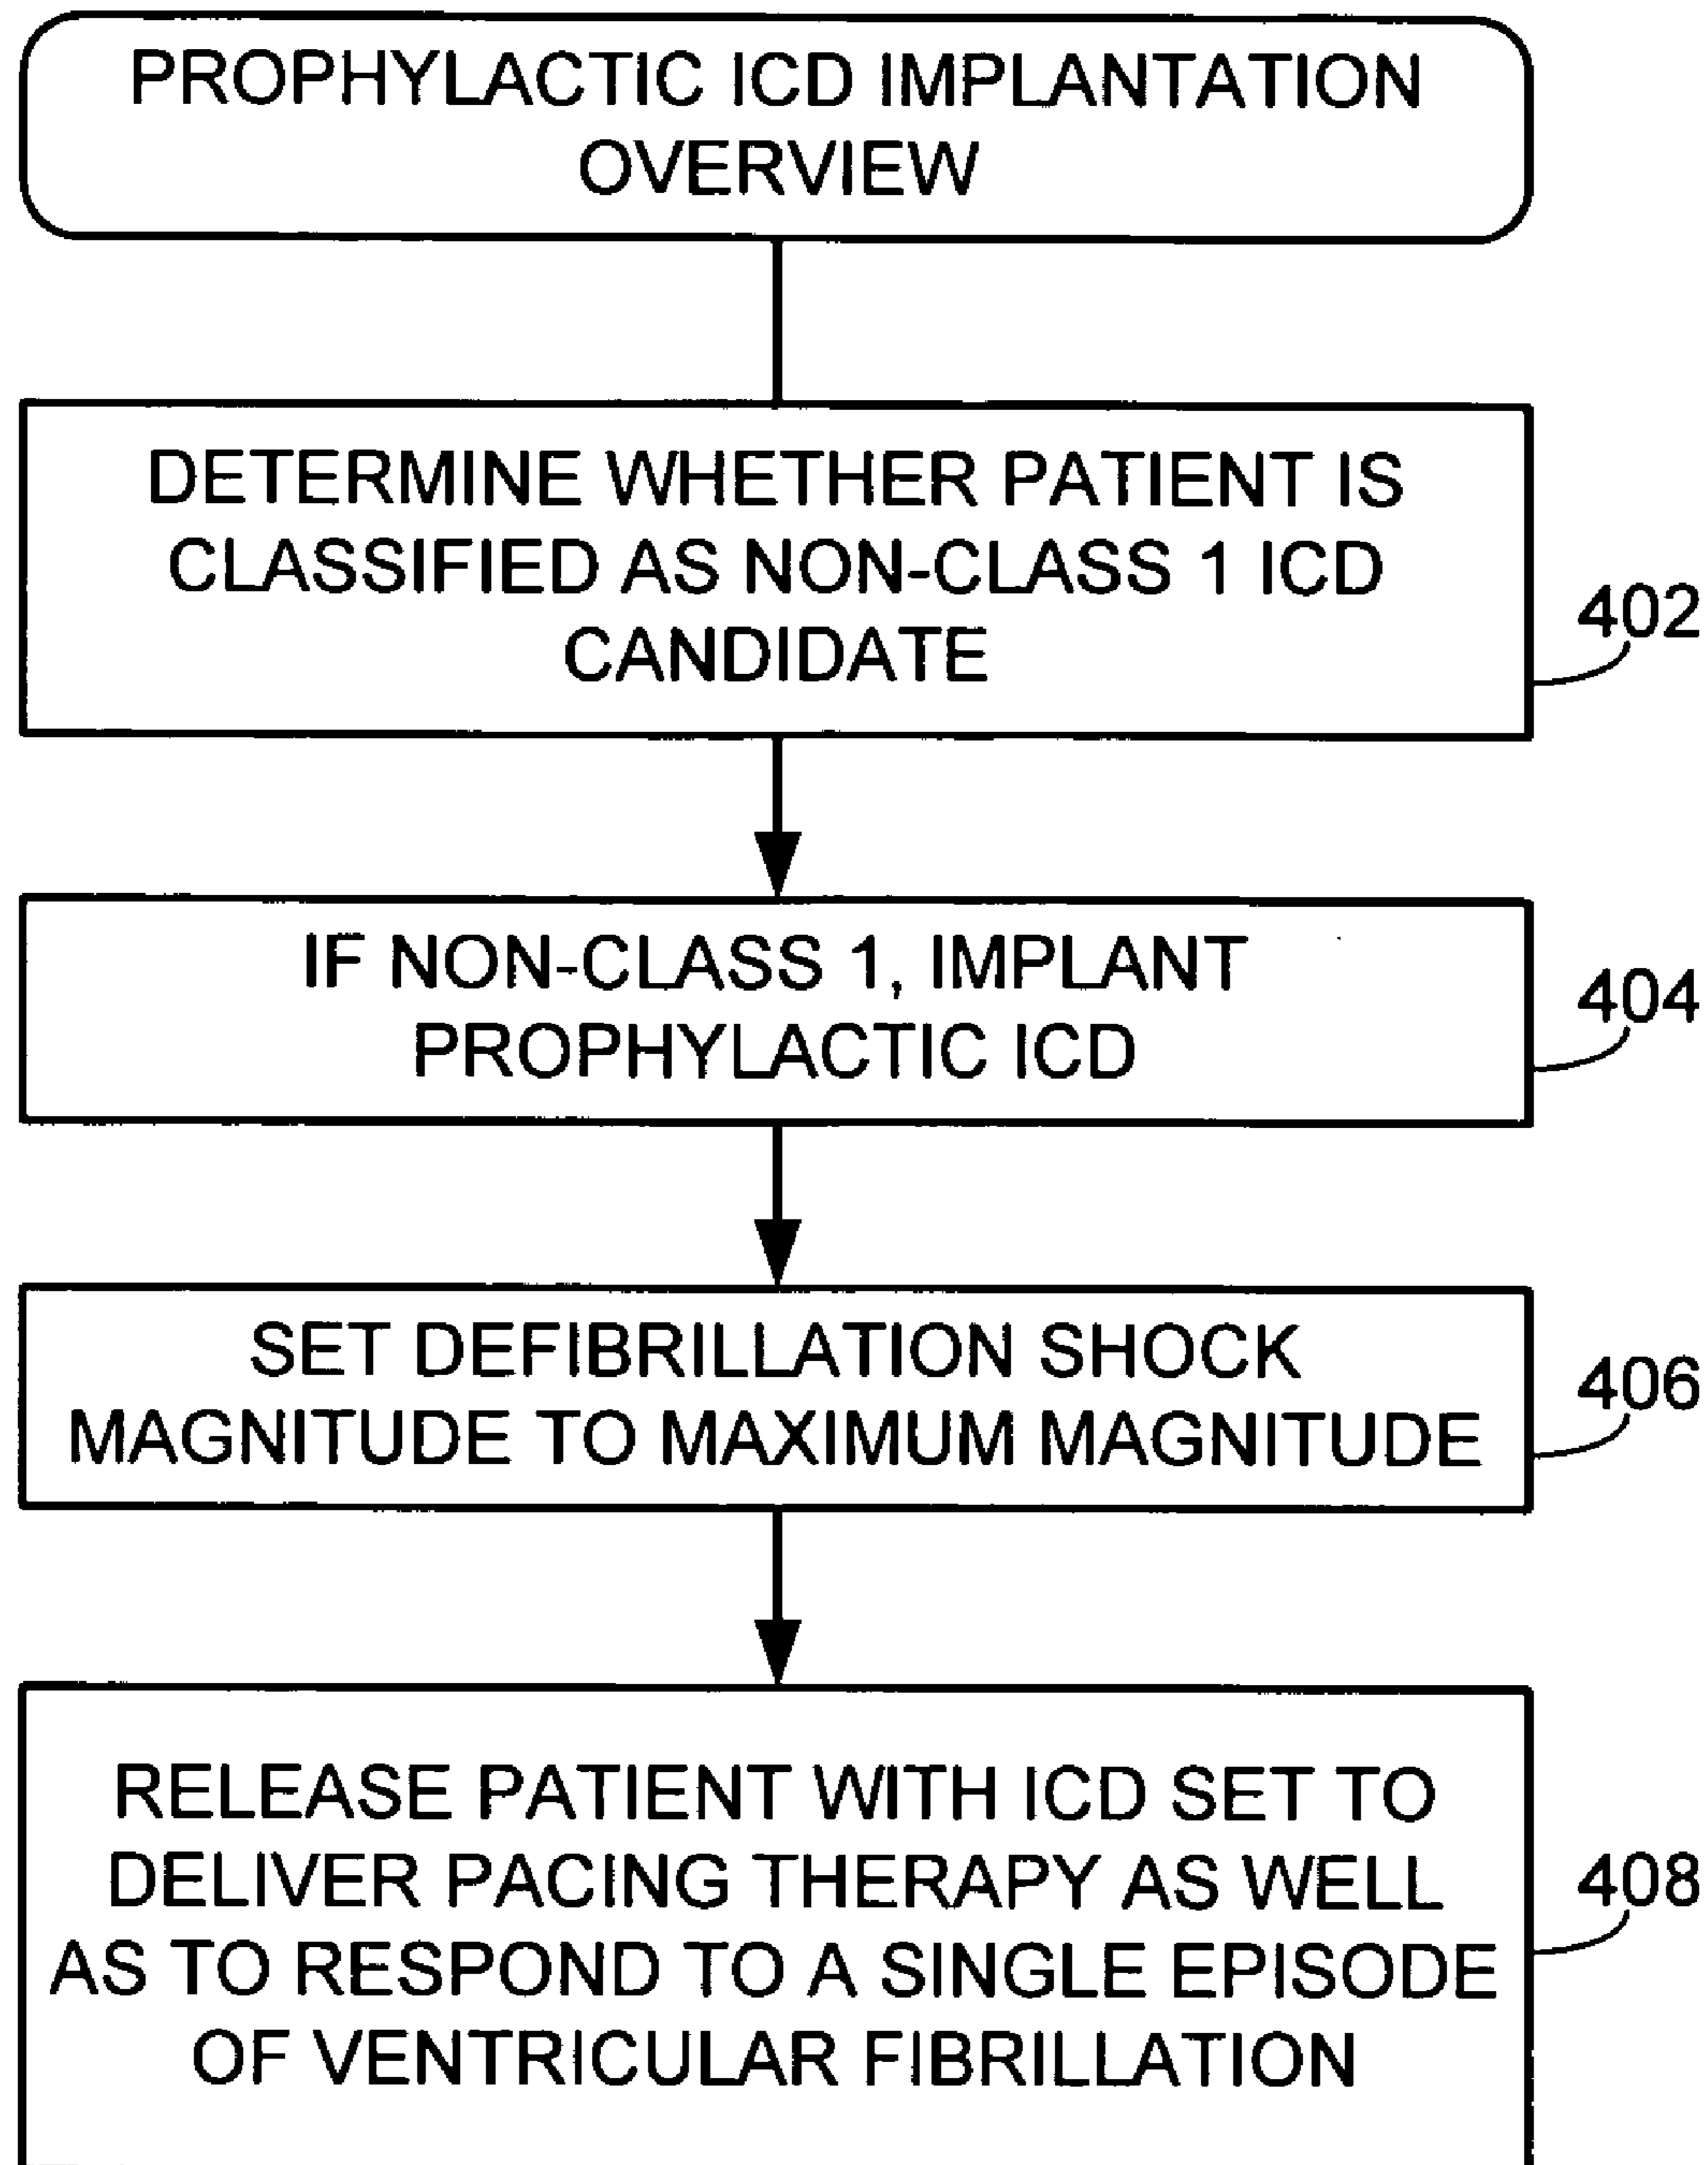 PROPHYLACTIC ICD IMPLANTATION
OVERVIEW
DETERMINE WHETHER PATIENT IS
CLASSIFIED AS NON-CLASS 1 ICD
CANDIDATE
402
IF NON-CLASS 1, IMPLANT
PROPHYLACTIC ICD
404
SET DEFIBRILLATION SHOCK
MAGNITUDE TO MAXIMUM MAGNITUDE
406
RELEASE PATIENT WITH ICD SET TO
DELIVER PACING THERAPY AS WELL
AS TO RESPOND TO A SINGLE EPISODE
OF VENTRICULAR FIBRILLATION
408